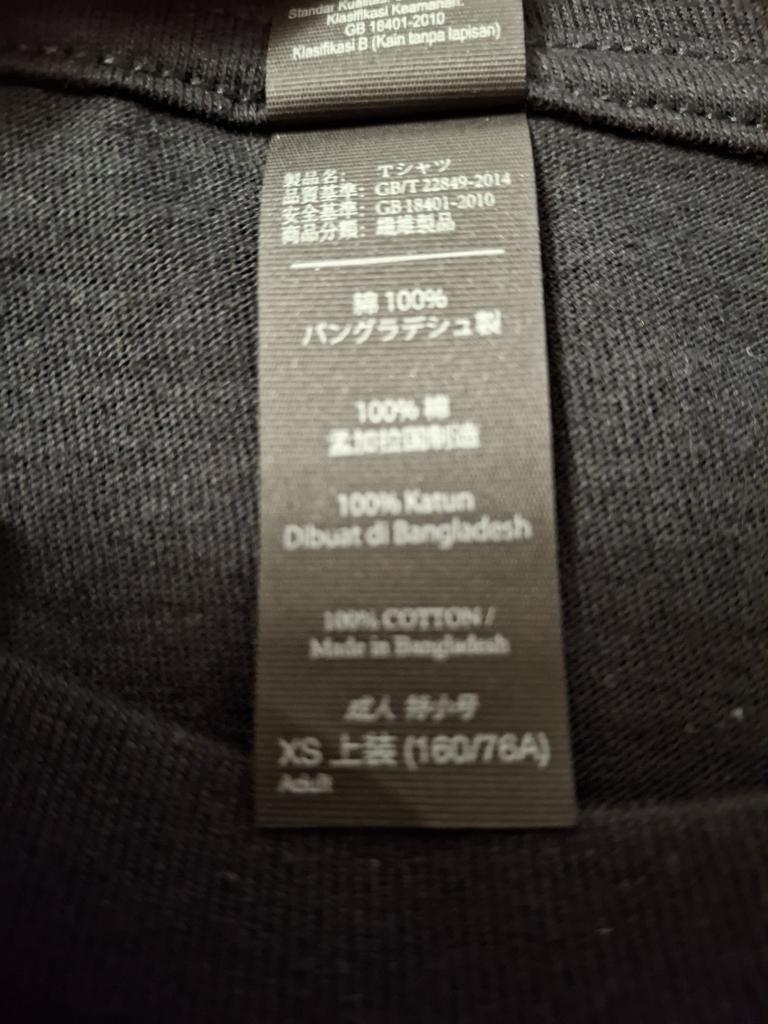 Standar Kualitas
Klasifikasi Keamanan:
GB 18401-2010
Klasifikasi B (Kain tanpa lapisan)
製品名: Tシャツ
品質基準: GB/T 22849-2014
安全基準: GB 18401-2010
商品分類: 繊維製品
綿 100%
バングラデシュ製
100% 綿
孟加拉国制造
100% Katun
Dibuat di Bangladesh
100% COTTON /
Made in Bangladesh
成人 特小号
XS 上装 (160/76A)
Adult